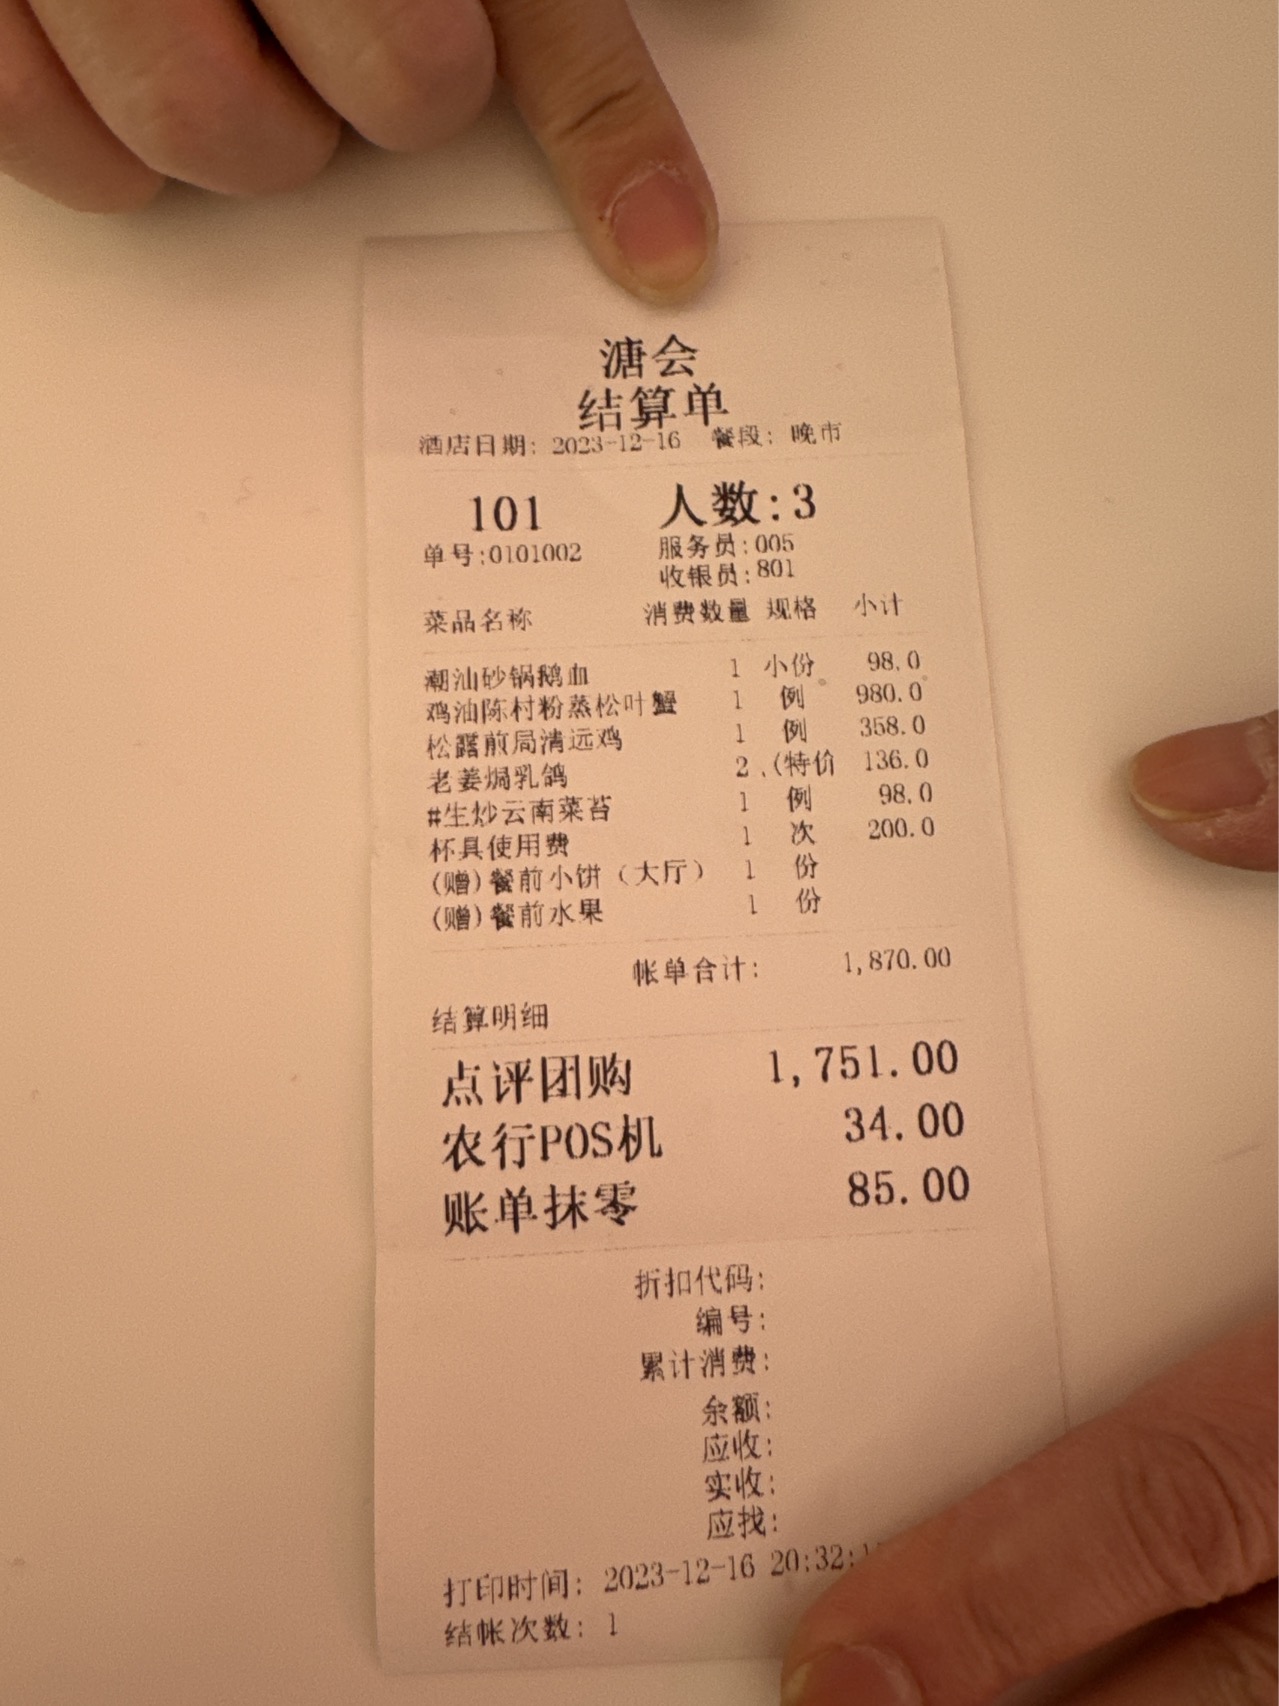 溏会
结算单
酒店日期: 2023-12-16 餐段: 晚市
101 人数:3
单号:0101002 服务员:005
收银员:801
菜品名称 消费数量 规格 小计
潮汕砂锅鹅血 1 小份 98.0
鸡油陈村粉蒸松叶蟹 1 例 980.0
松露煎局清远鸡 1 例 358.0
老姜焗乳鸽 2 .(特价 136.0
#生炒云南菜苔 1 例 98.0
杯具使用费 1 次 200.0
(赠)餐前小饼（大厅） 1 份
(赠)餐前水果 1 份
帐单合计: 1,870.00
结算明细
点评团购 1,751.00
农行POS机 34.00
账单抹零 85.00
折扣代码:
编号:
累计消费:
余额:
应收:
实收:
应找:
打印时间: 2023-12-16 20:32:
结帐次数: 1